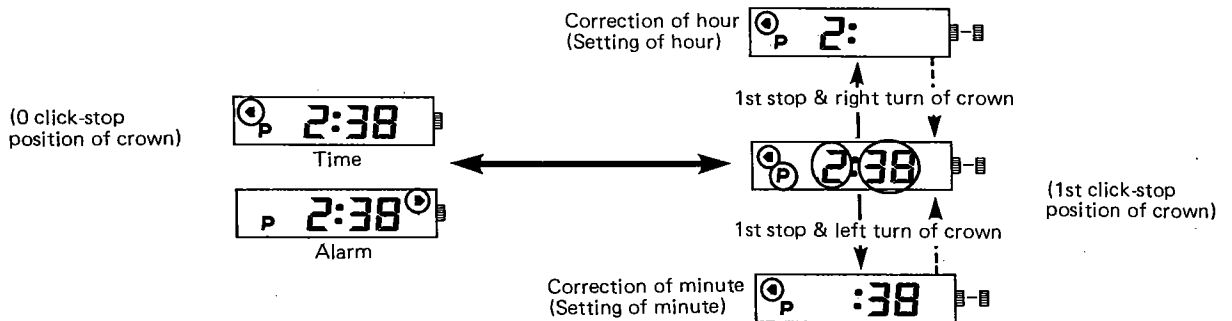 (0 click-stop
position of crown)
P 2:38
Time
P 2:38
Alarm
Correction of hour
(Setting of hour)
P 2:
1st stop & right turn of crown
P 2:38
1st stop & left turn of crown
(1st click-stop
position of crown)
Correction of minute
(Setting of minute)
P :38